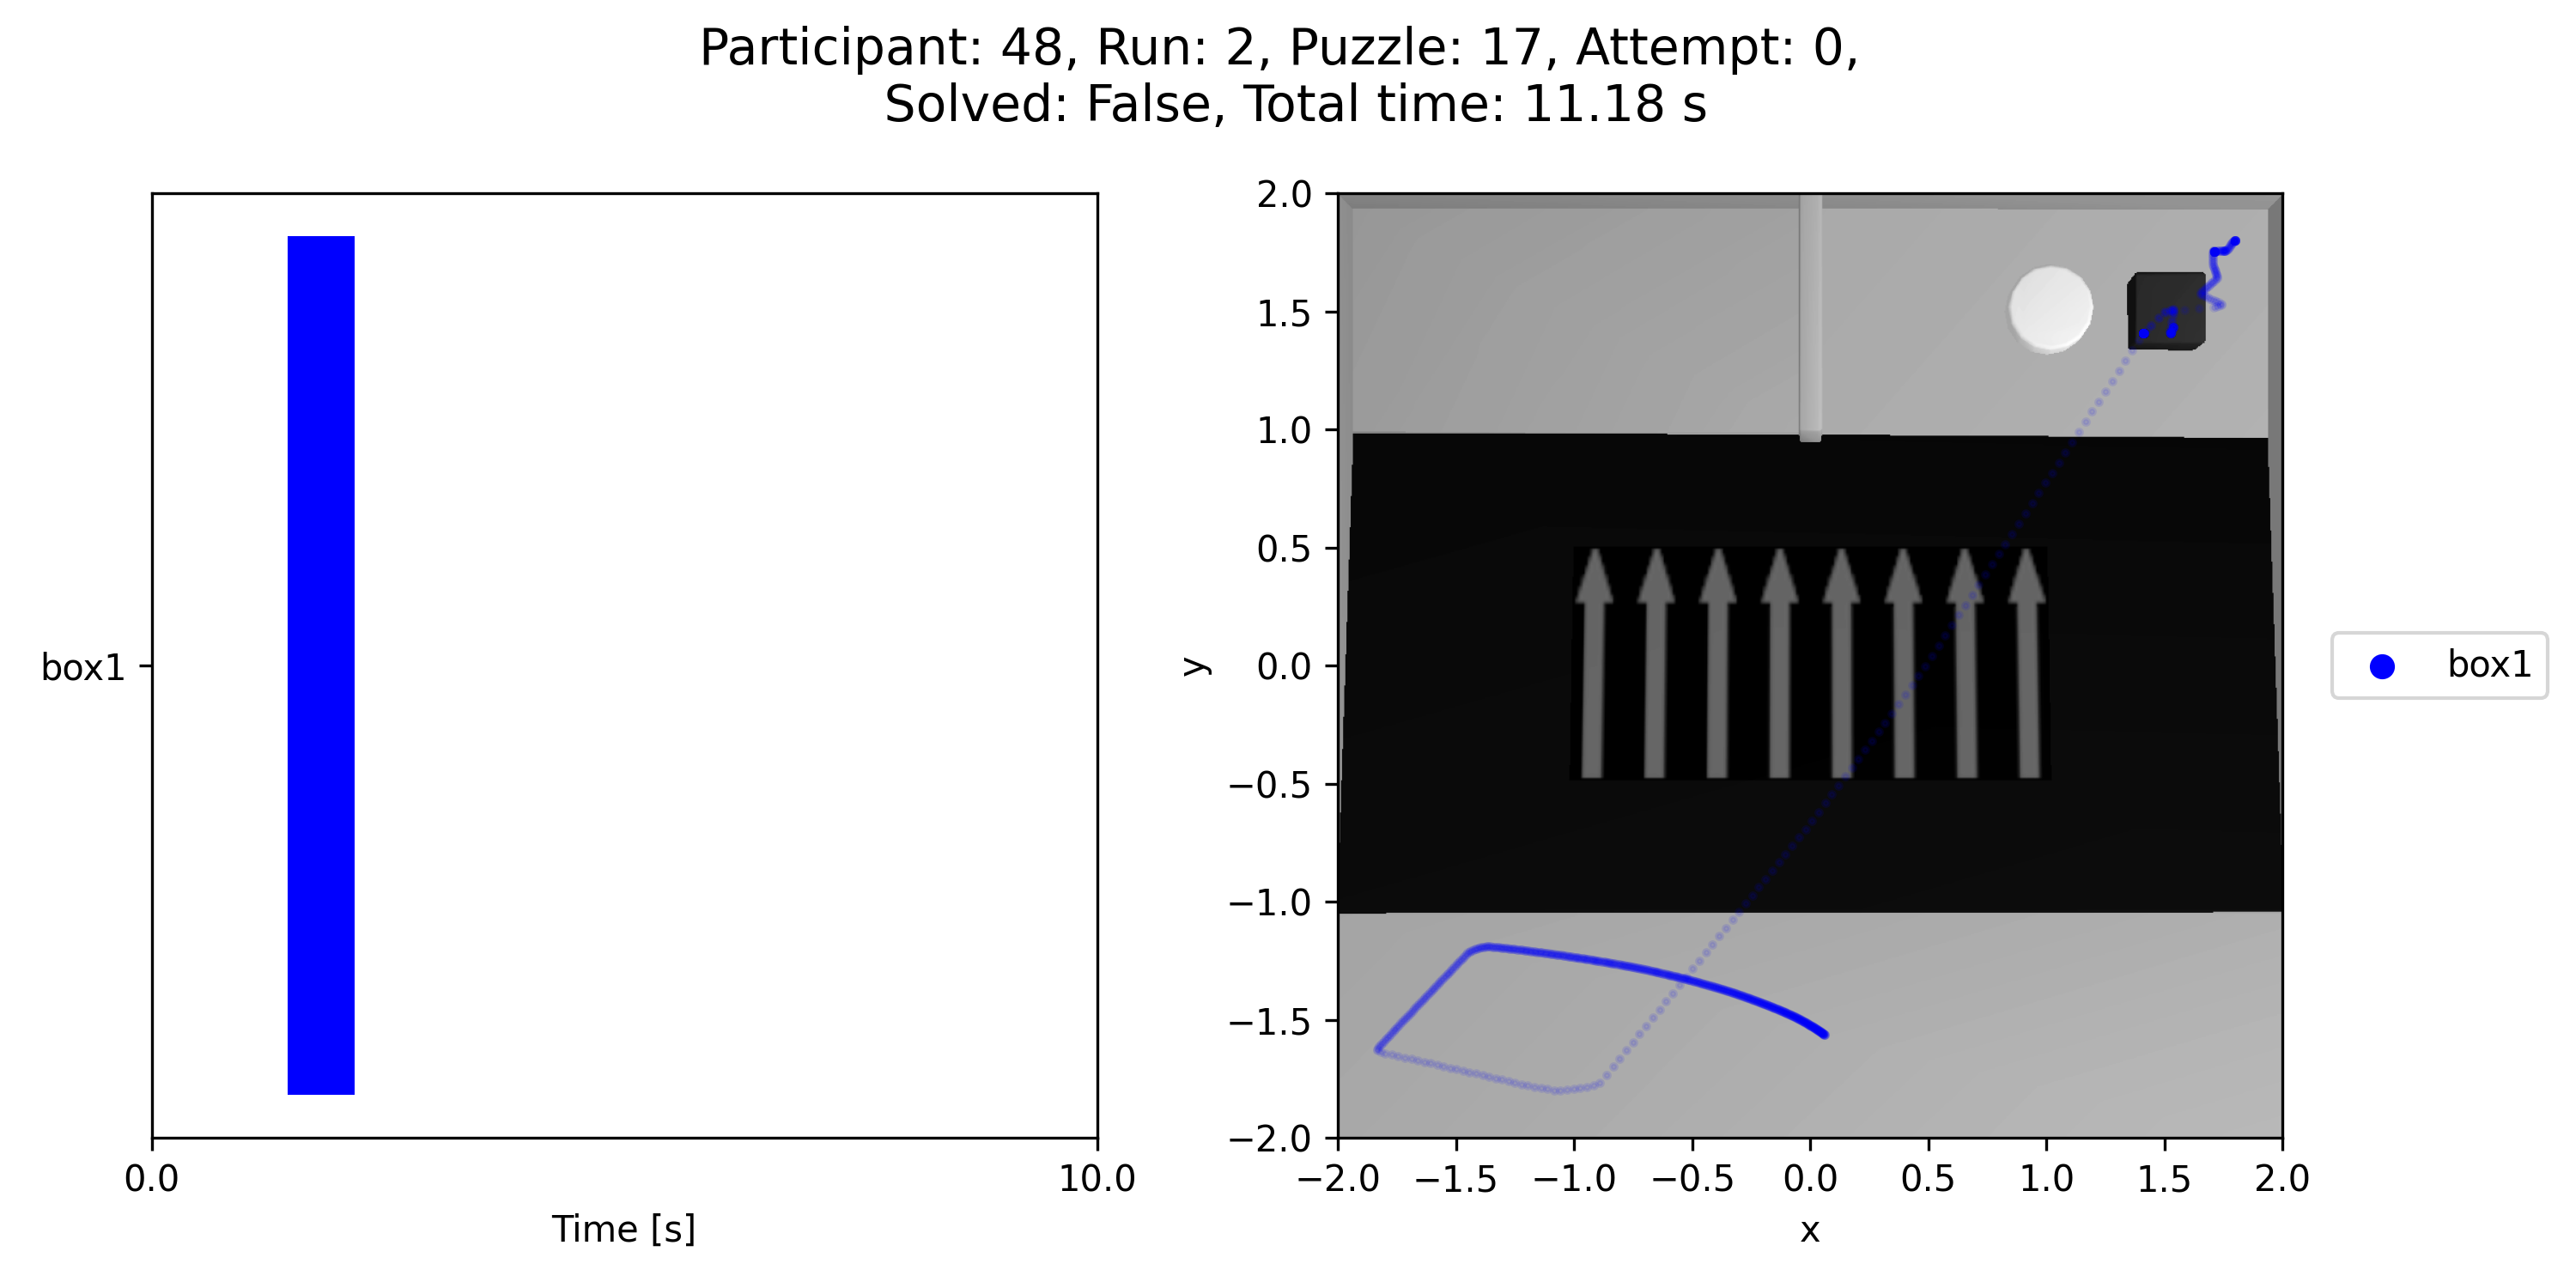 Participant: 48, Run: 2, Puzzle: 17, Attempt: 0,
Solved: False, Total time: 11.18 s
box1
0.0
10.0
Time [s]
2.0
1.5
1.0
0.5
0.0
−0.5
−1.0
−1.5
−2.0
y
−2.0
−1.5
−1.0
−0.5
0.0
0.5
1.0
1.5
2.0
x
box1